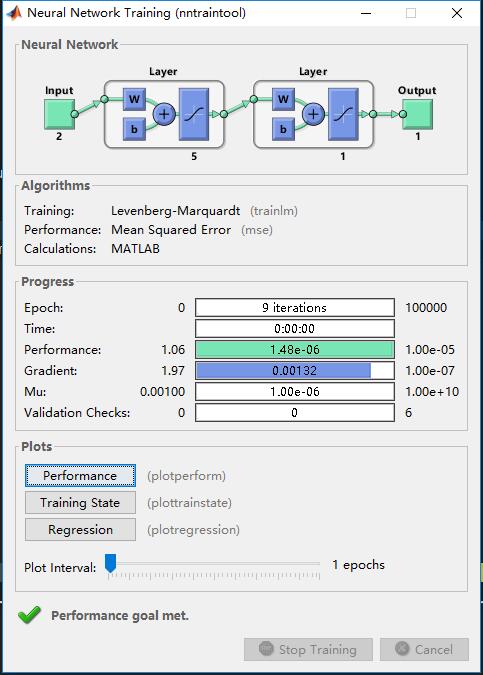 Neural Network Training (nntraintool)
Neural Network
Layer Layer
Input Output
W W
b b
2 1
5 1
Algorithms
Training: Levenberg-Marquardt (trainlm)
Performance: Mean Squared Error (mse)
Calculations: MATLAB
Progress
Epoch: 0 9 iterations 100000
Time: 0:00:00
Performance: 1.06 1.48e-06 1.00e-05
Gradient: 1.97 0.00132 1.00e-07
Mu: 0.00100 1.00e-06 1.00e+10
Validation Checks: 0 0 6
Plots
Performance (plotperform)
Training State (plottrainstate)
Regression (plotregression)
Plot Interval: 1 epochs
Performance goal met.
Stop Training Cancel